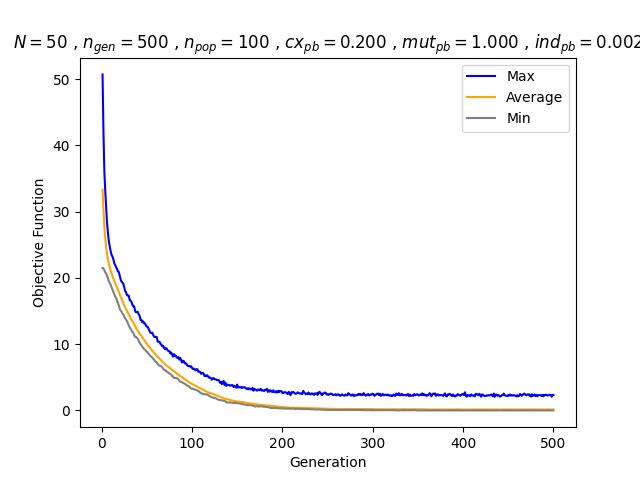 N = 50 , n_gen = 500 , n_pop = 100 , cx_pb = 0.200 , mut_pb = 1.000 , ind_pb = 0.002
Max
Average
Min
50
40
30
20
10
0
Objective Function
0 100 200 300 400 500
Generation